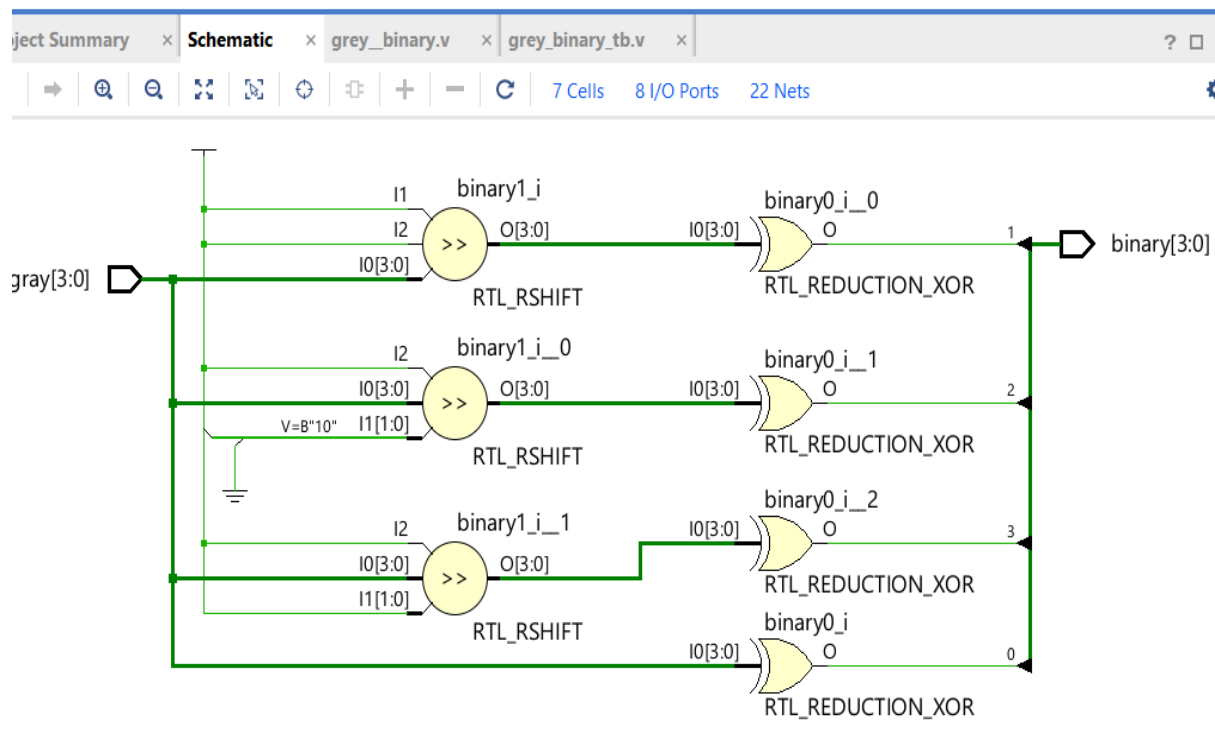 ject Summary × Schematic × grey__binary.v × grey_binary_tb.v × ?
7 Cells 8 I/O Ports 22 Nets
I1 binary1_i binary0_i__0
I2 >> O[3:0] I0[3:0] O 1 binary[3:0]
I0[3:0]
gray[3:0] RTL_RSHIFT RTL_REDUCTION_XOR
I2 binary1_i__0 binary0_i__1
I0[3:0] >> O[3:0] I0[3:0] O 2
V=B"10" I1[1:0]
RTL_RSHIFT RTL_REDUCTION_XOR
binary0_i__2
I2 binary1_i__1 I0[3:0] O 3
I0[3:0] >> O[3:0]
RTL_REDUCTION_XOR
I1[1:0]
RTL_RSHIFT binary0_i
I0[3:0] O 0
RTL_REDUCTION_XOR